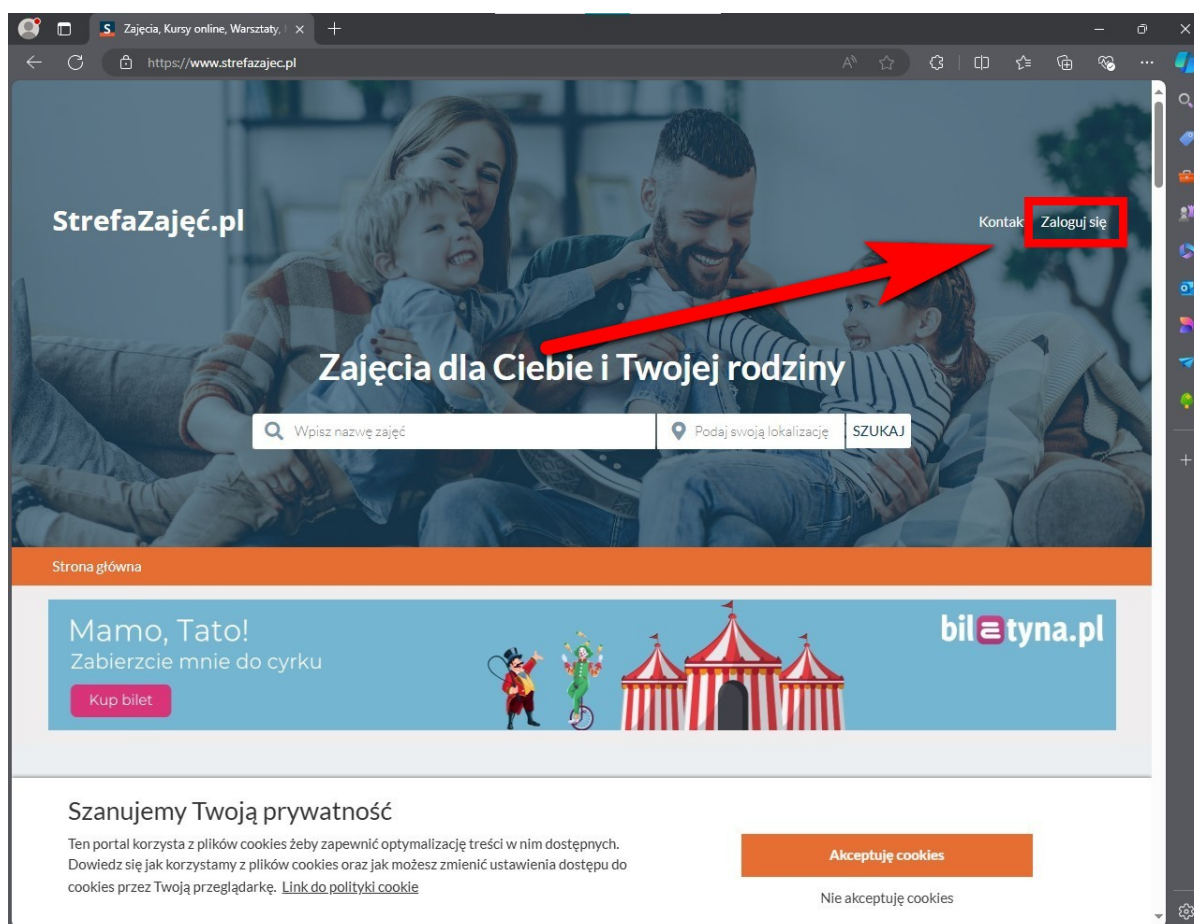 Zajęcia, Kursy online, Warsztaty,
https://www.strefazajec.pl
StrefaZajęć.pl
Kontak
Zaloguj się
Zajęcia dla Ciebie i Twojej rodziny
Wpisz nazwę zajęć
Podaj swoją lokalizację
SZUKAJ
Strona główna
Mamo, Tato!
Zabierzcie mnie do cyrku
Kup bilet
biletyna.pl
Szanujemy Twoją prywatność
Ten portal korzysta z plików cookies żeby zapewnić optymalizację treści w nim dostępnych.
Dowiedz się jak korzystamy z plików cookies oraz jak możesz zmienić ustawienia dostępu do
cookies przez Twoją przeglądarkę. Link do polityki cookie
Akceptuję cookies
Nie akceptuję cookies